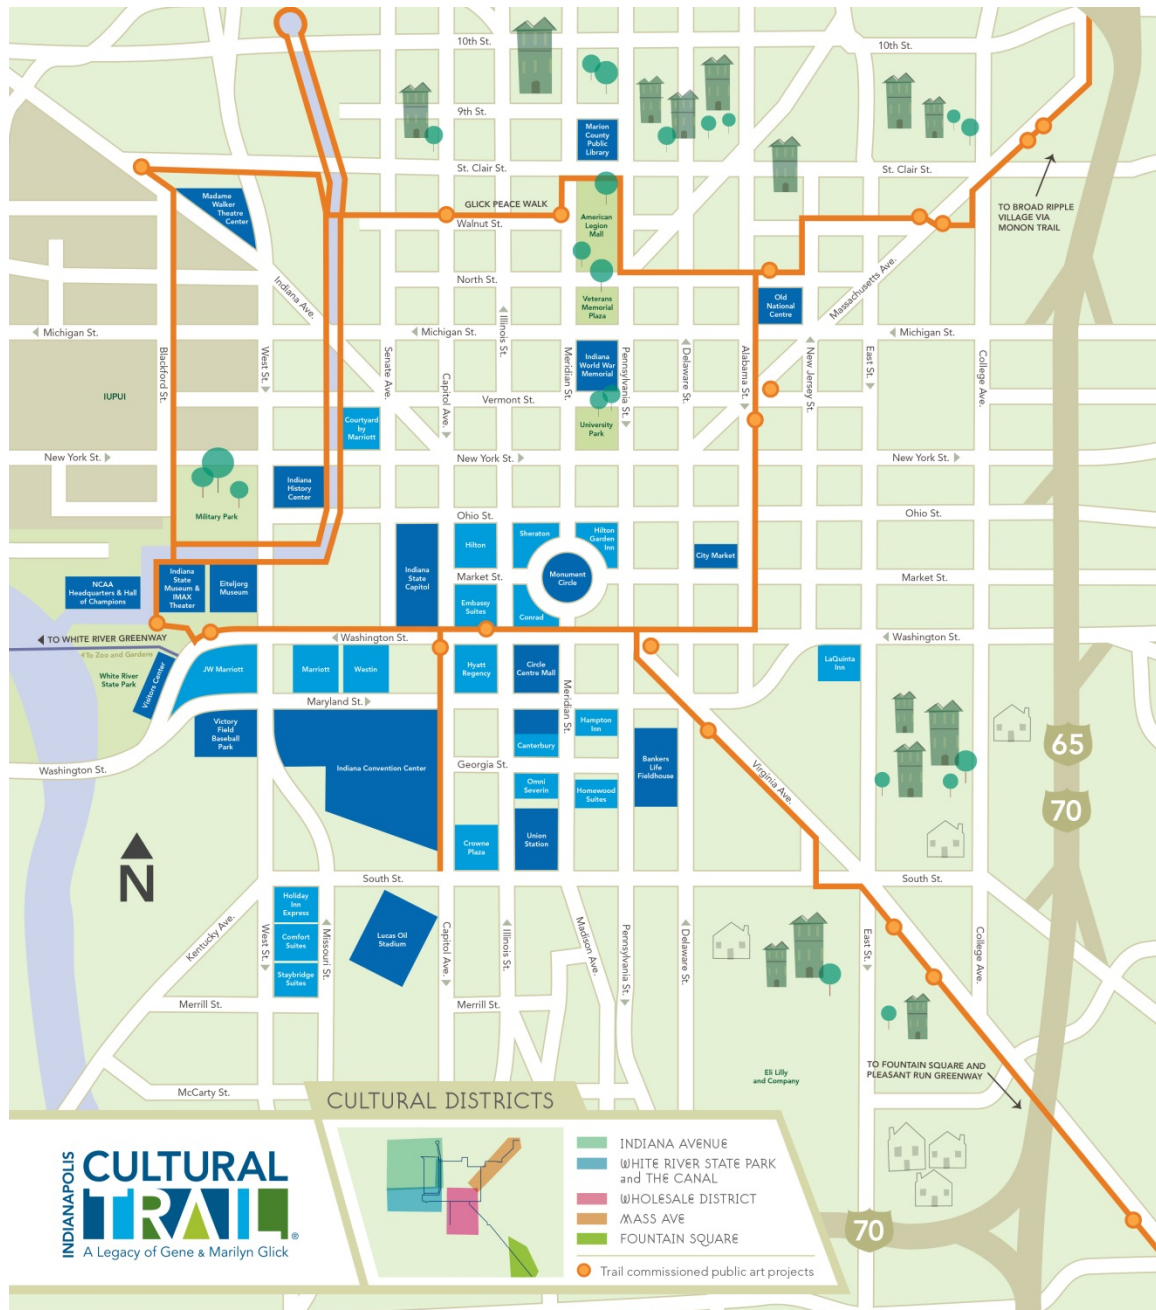 10th St.
10th St.
9th St.
Marion
County
Public
Library
St. Clair St.
St. Clair St.
Madame
Walker
Theatre
Center
GLICK PEACE WALK
Walnut St.
American
Legion
Mall
TO BROAD RIPPLE
VILLAGE VIA
MONON TRAIL
Indiana Ave.
North St.
Massachusetts Ave.
Veterans
Memorial
Plaza
Old
National
Centre
Michigan St.
Michigan St.
Michigan St.
Illinois St.
Blackford St.
West St.
Senate Ave.
Capitol Ave.
Meridian St.
Indiana
World War
Memorial
Pennsylvania St.
Delaware St.
Alabama St.
New Jersey St.
East St.
College Ave.
IUPUI
Vermont St.
Courtyard
by
Marriott
University
Park
New York St.
New York St.
New York St.
Indiana
History
Center
Military Park
Ohio St.
Ohio St.
Indiana
State
Capitol
Hilton
Sheraton
Hilton
Garden
Inn
City Market
Monument
Circle
Market St.
Market St.
NCAA
Headquarters & Hall
of Champions
Indiana
State
Museum &
IMAX
Theater
Eiteljorg
Museum
Embassy
Suites
Conrad
TO WHITE RIVER GREENWAY
To Zoo and Gardens
Washington St.
Washington St.
White River
State Park
Visitors Center
JW Marriott
Marriott
Westin
Hyatt
Regency
Circle
Centre Mall
LaQuinta
Inn
Maryland St.
Meridian St.
Victory
Field
Baseball
Park
Hampton
Inn
Canterbury
Bankers
Life
Fieldhouse
Indiana Convention Center
Georgia St.
Virginia Ave.
65
Washington St.
Omni
Severin
Homewood
Suites
70
Crowne
Plaza
Union
Station
N
South St.
South St.
Kentucky Ave.
West St.
Holiday
Inn
Express
Comfort
Suites
Staybridge
Suites
Missouri St.
Lucas Oil
Stadium
Capitol Ave.
Illinois St.
Madison Ave.
Pennsylvania St.
Delaware St.
East St.
College Ave.
Merrill St.
Merrill St.
Eli Lilly
and Company
TO FOUNTAIN SQUARE AND
PLEASANT RUN GREENWAY
McCarty St.
CULTURAL DISTRICTS
INDIANAPOLIS
CULTURAL
TRAIL®
A Legacy of Gene & Marilyn Glick
INDIANA AVENUE
WHITE RIVER STATE PARK
and THE CANAL
WHOLESALE DISTRICT
MASS AVE
FOUNTAIN SQUARE
Trail commissioned public art projects
70